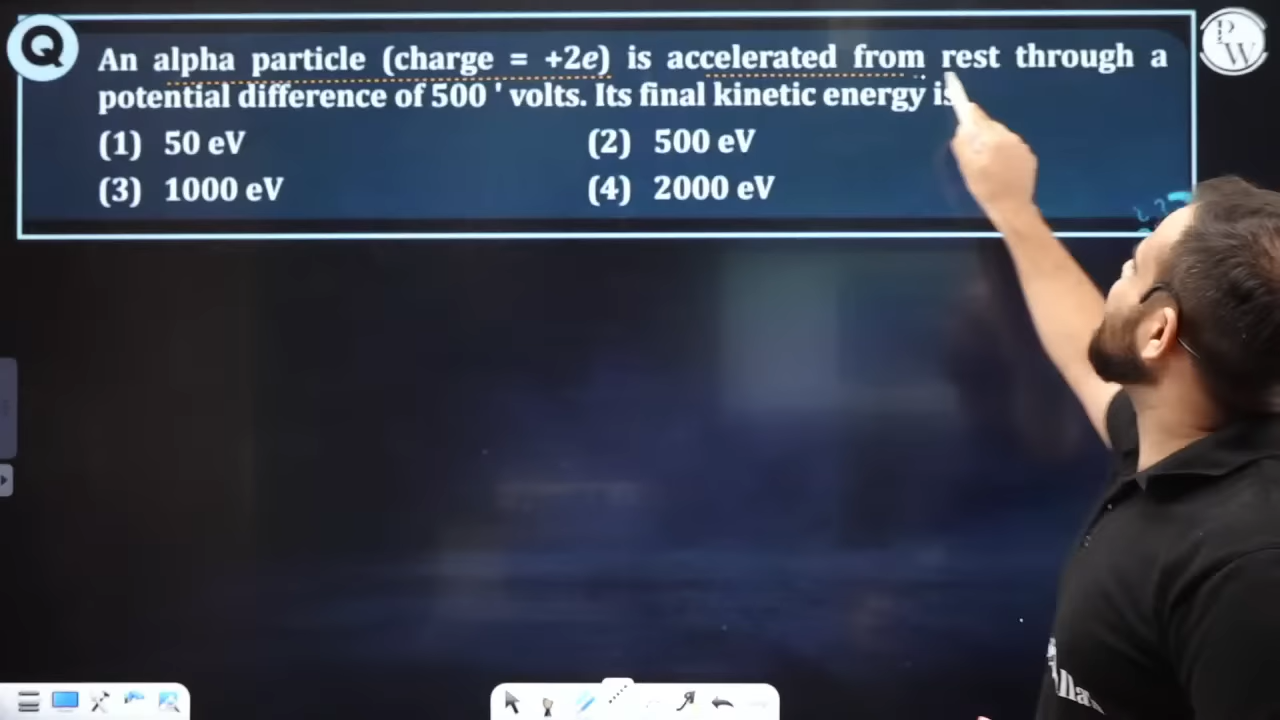 Q
An alpha particle (charge = +2e) is accelerated from rest through a
potential difference of 500 ' volts. Its final kinetic energy is
(1) 50 eV
(2) 500 eV
(3) 1000 eV
(4) 2000 eV
P
W